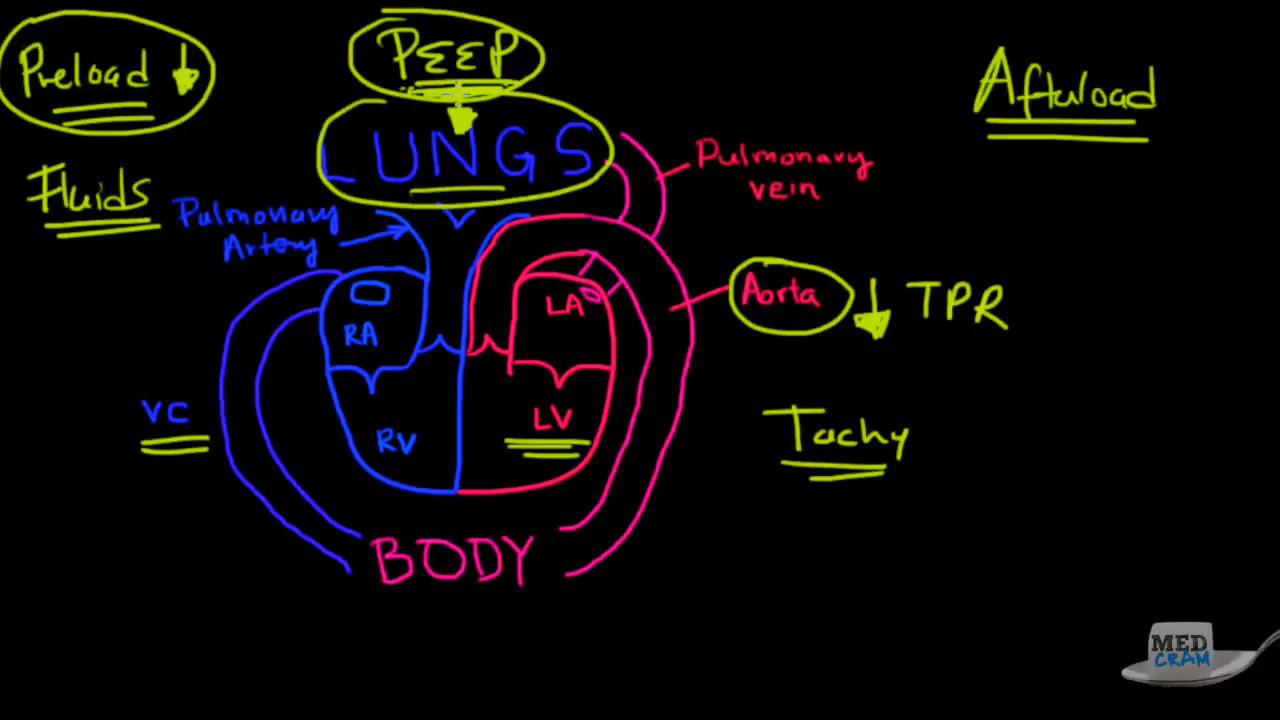 Preload ↓
PEEP
Afterload
LUNGS
Fluids
Pulmonary
vein
Pulmonary
Artery
Aorta ↓ TPR
LA
RA
VC
LV
RV
Tachy
BODY
MED
CRAM